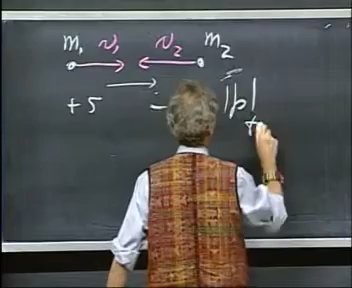 m₁ v₁ v₂ m₂
+5 |p|
+